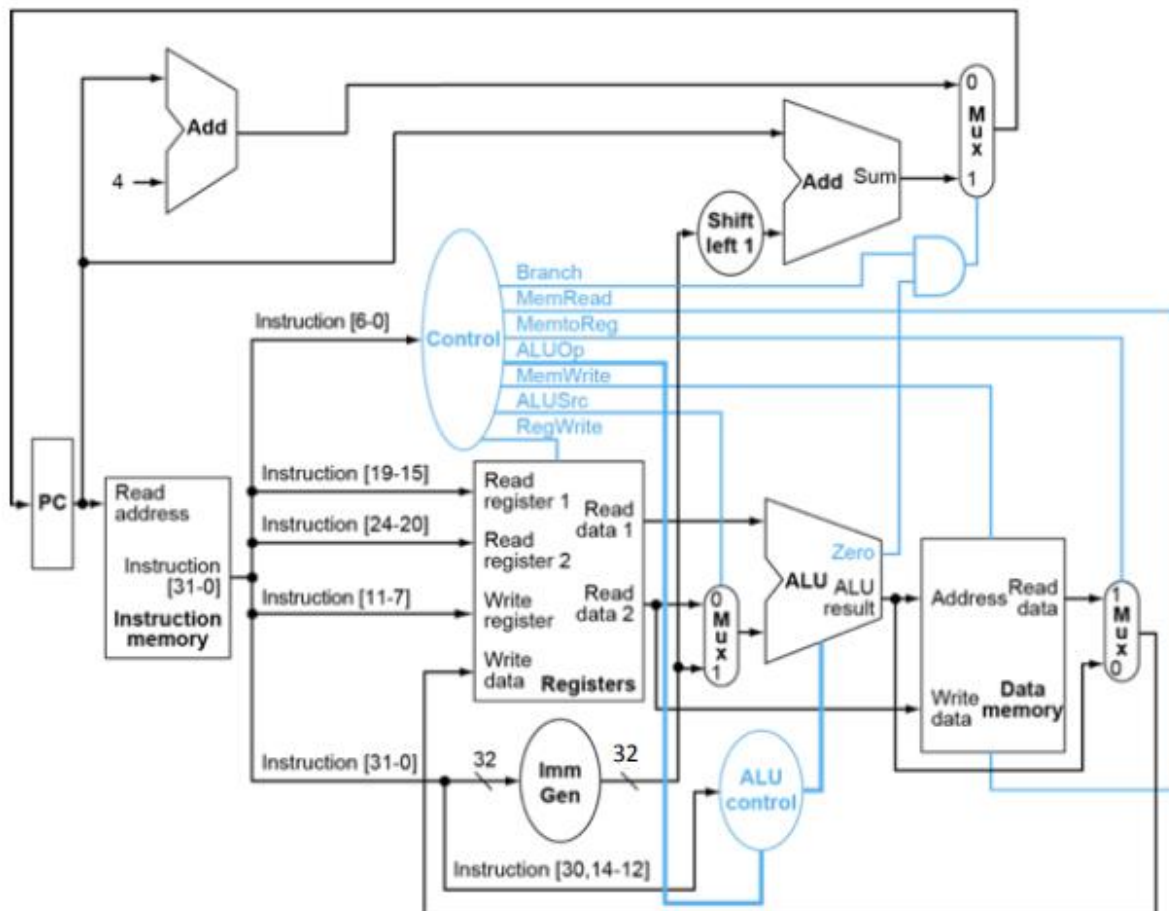 0
M
u
x
1
Add
4
Add Sum
Shift
left 1
Branch
MemRead
MemtoReg
ALUOp
MemWrite
ALUSrc
RegWrite
Control
Instruction [6-0]
PC
Read
address
Instruction
[31-0]
Instruction
memory
Instruction [19-15]
Instruction [24-20]
Instruction [11-7]
Instruction [31-0]
Instruction [30,14-12]
Read
register 1
Read
register 2
Write
register
Write
data
Read
data 1
Read
data 2
Registers
0
M
u
x
1
Zero
ALU
ALU
result
Address
Read
data
Write
data
Data
memory
1
M
u
x
0
32
Imm
Gen
32
ALU
control